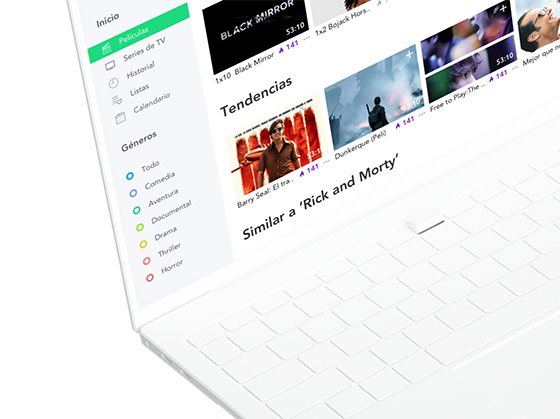 Inicio
Películas
Series de TV
Historial
Listas
Calendario
Géneros
Todo
Comedia
Aventura
Documental
Drama
Thriller
Horror
BLACK MIRROR
53:10
1x10 Black Mirror
141
1x2 Bojack Hors...
141
Tendencias
Barry Seal: El tra...
141
Dunkerque (Peli)
141
53:10
Free to Play:The ...
141
Mejor que n
Similar a 'Rick and Morty'